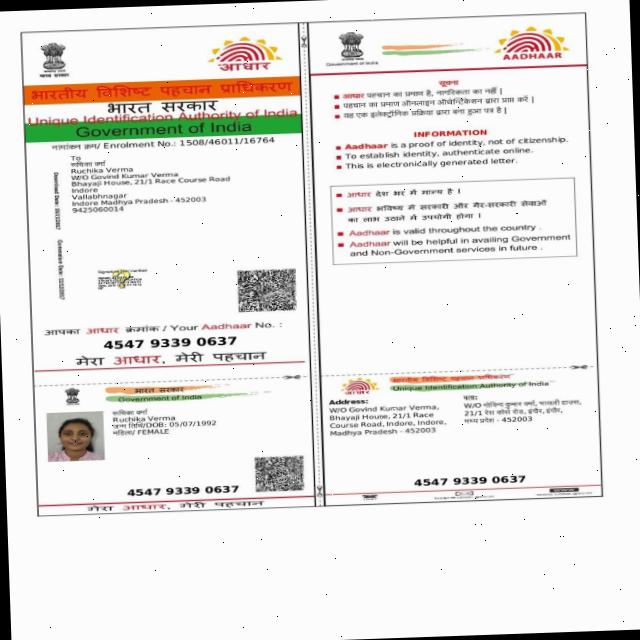 भारत सरकार
आधार
भारतीय विशिष्ट पहचान प्राधिकरण
भारत सरकार
Unique Identification Authority of India
Government of India
नामांकन क्रम/ Enrolment No.: 1508/46011/16764
To
रूचिका वर्मा
Ruchika Verma
W/O Govind Kumar Verma
Bhayaji House, 21/1 Race Course Road
Indore
Vallabhnagar
Indore Madhya Pradesh - 452003
9425060014
आपका आधार क्रमांक / Your Aadhaar No. :
4547 9339 0637
मेरा आधार, मेरी पहचान
भारत सरकार
Government of India
रूचिका वर्मा
Ruchika Verma
जन्म तिथि/DOB: 05/07/1992
महिला/ FEMALE
4547 9339 0637
मेरा आधार, मेरी पहचान
Government of India
AADHAAR
सूचना
आधार पहचान का प्रमाण है, नागरिकता का नहीं |
पहचान का प्रमाण ऑनलाइन ऑथेन्टिकेशन द्वारा प्राप्त करें |
यह एक इलेक्ट्रॉनिक प्रक्रिया द्वारा बना हुआ पत्र है |
INFORMATION
Aadhaar is a proof of identity, not of citizenship.
To establish identity, authenticate online.
This is electronically generated letter.
आधार देश भर में मान्य है ।
आधार भविष्य में सरकारी और गैर-सरकारी सेवाओं
का लाभ उठाने में उपयोगी होगा ।
Aadhaar is valid throughout the country .
Aadhaar will be helpful in availing Government
and Non-Government services in future .
आधार
भारतीय विशिष्ट पहचान प्राधिकरण
Unique Identification Authority of India
Address:
W/O Govind Kumar Verma,
Bhayaji House, 21/1 Race
Course Road, Indore, Indore,
Madhya Pradesh - 452003
पता:
W/O गोविन्द कुमार वर्मा, भायाजी हाउस,
21/1 रेस कोर्स रोड, इंदौर, इंदौर,
मध्य प्रदेश - 452003
4547 9339 0637